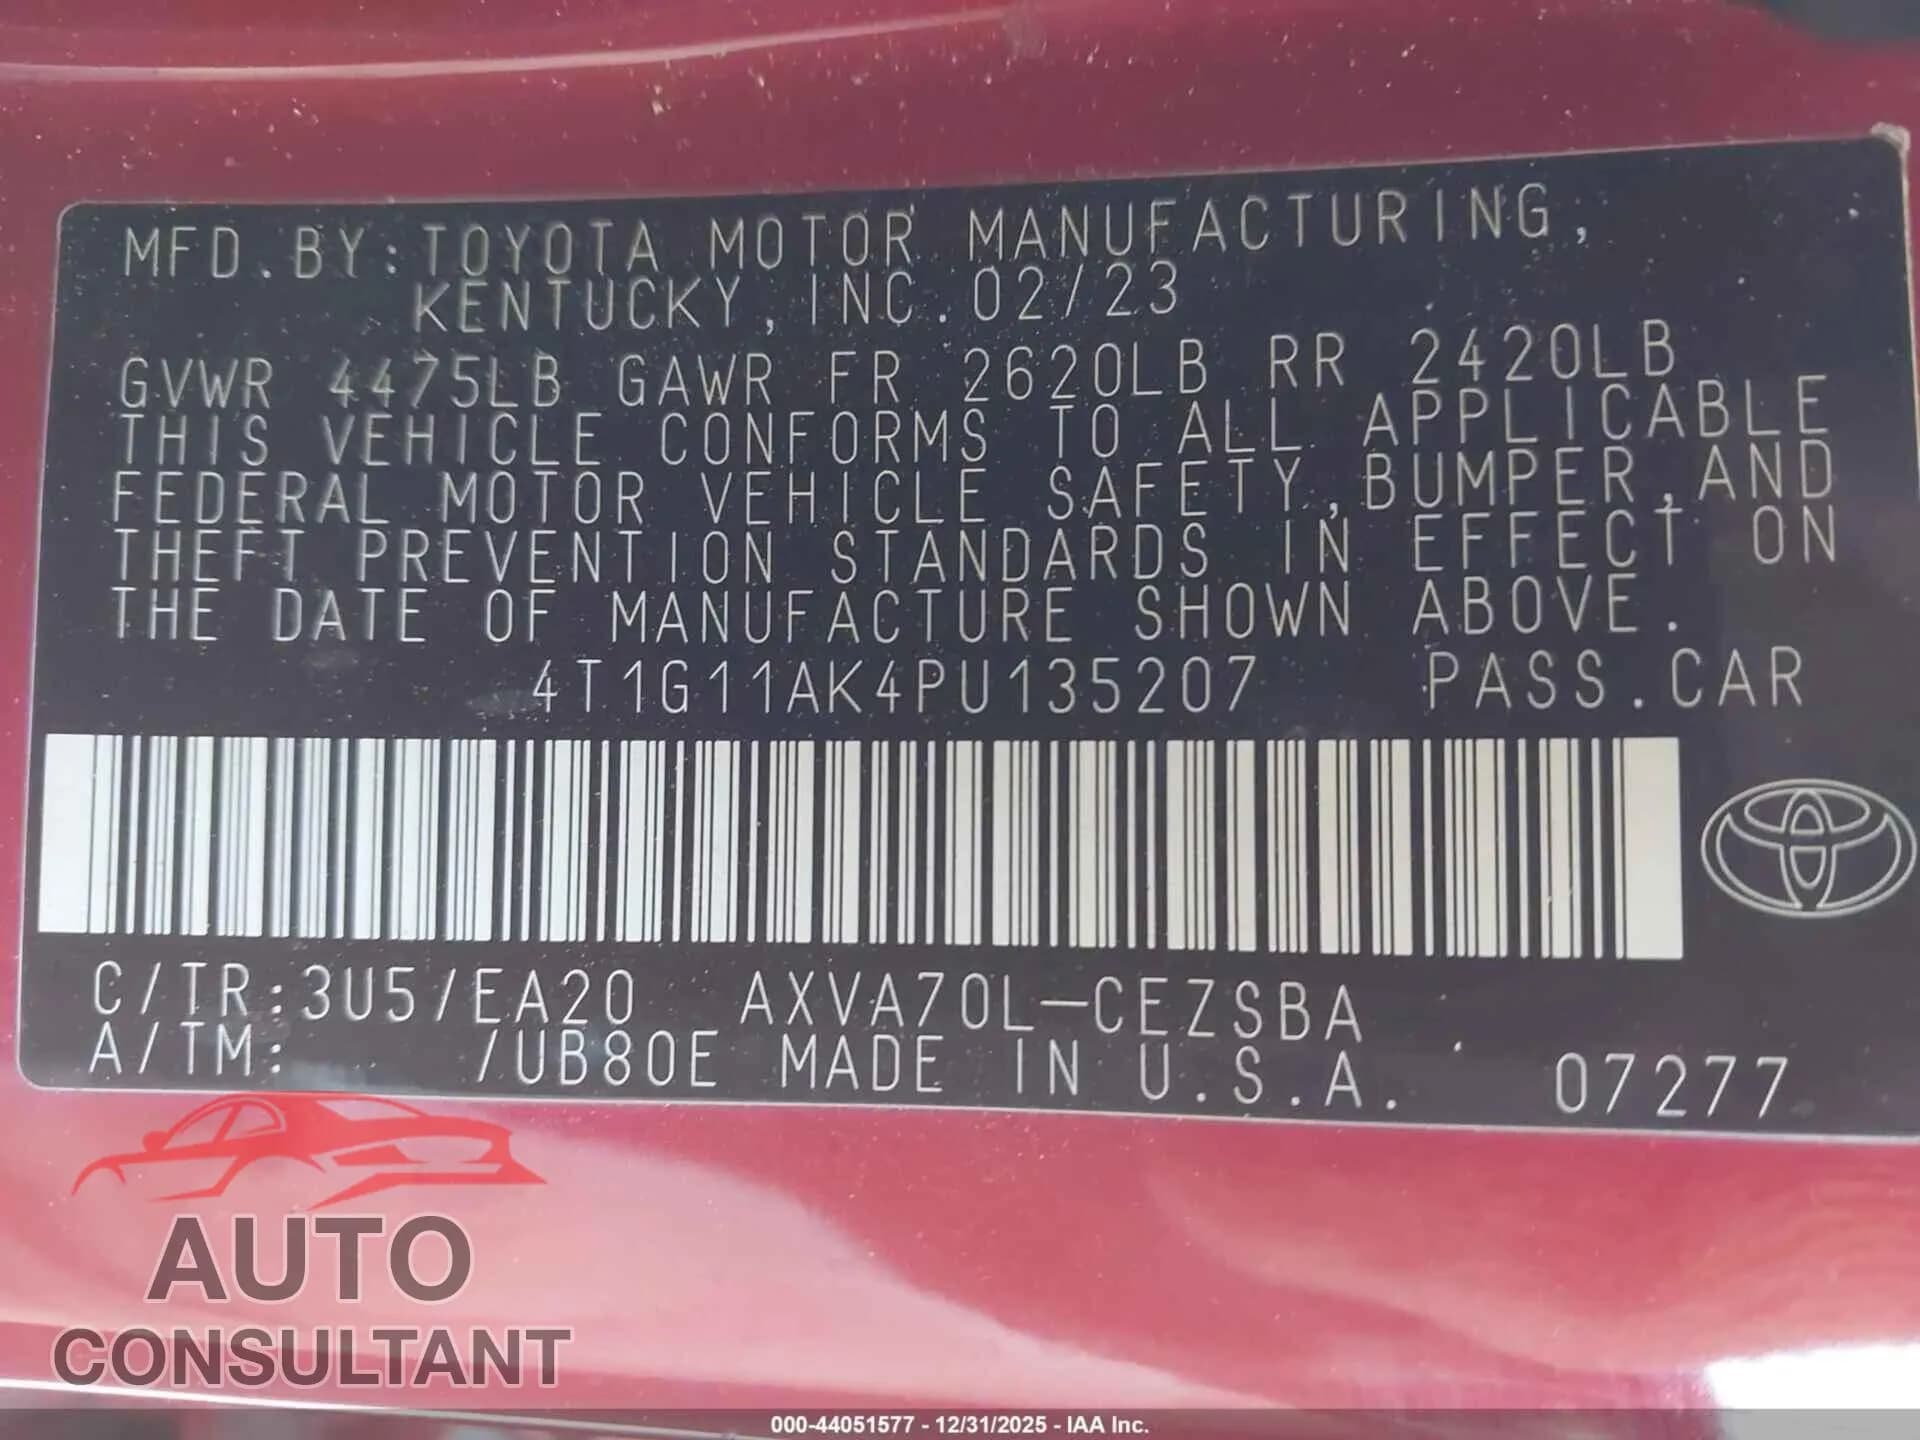 MFD.BY:TOYOTA MOTOR MANUFACTURING,
KENTUCKY,INC.02/23
GVWR 4475LB GAWR FR 2620LB RR 2420LB
THIS VEHICLE CONFORMS TO ALL APPLICABLE
FEDERAL MOTOR VEHICLE SAFETY,BUMPER,AND
THEFT PREVENTION STANDARDS IN EFFECT ON
THE DATE OF MANUFACTURE SHOWN ABOVE.
4T1G11AK4PU135207 PASS.CAR
C/TR:3U5/EA20 AXVA70L-CEZSBA
A/TM: /UB80E MADE IN U.S.A. 07277
AUTO
CONSULTANT
000-44051577 - 12/31/2025 - IAA Inc.